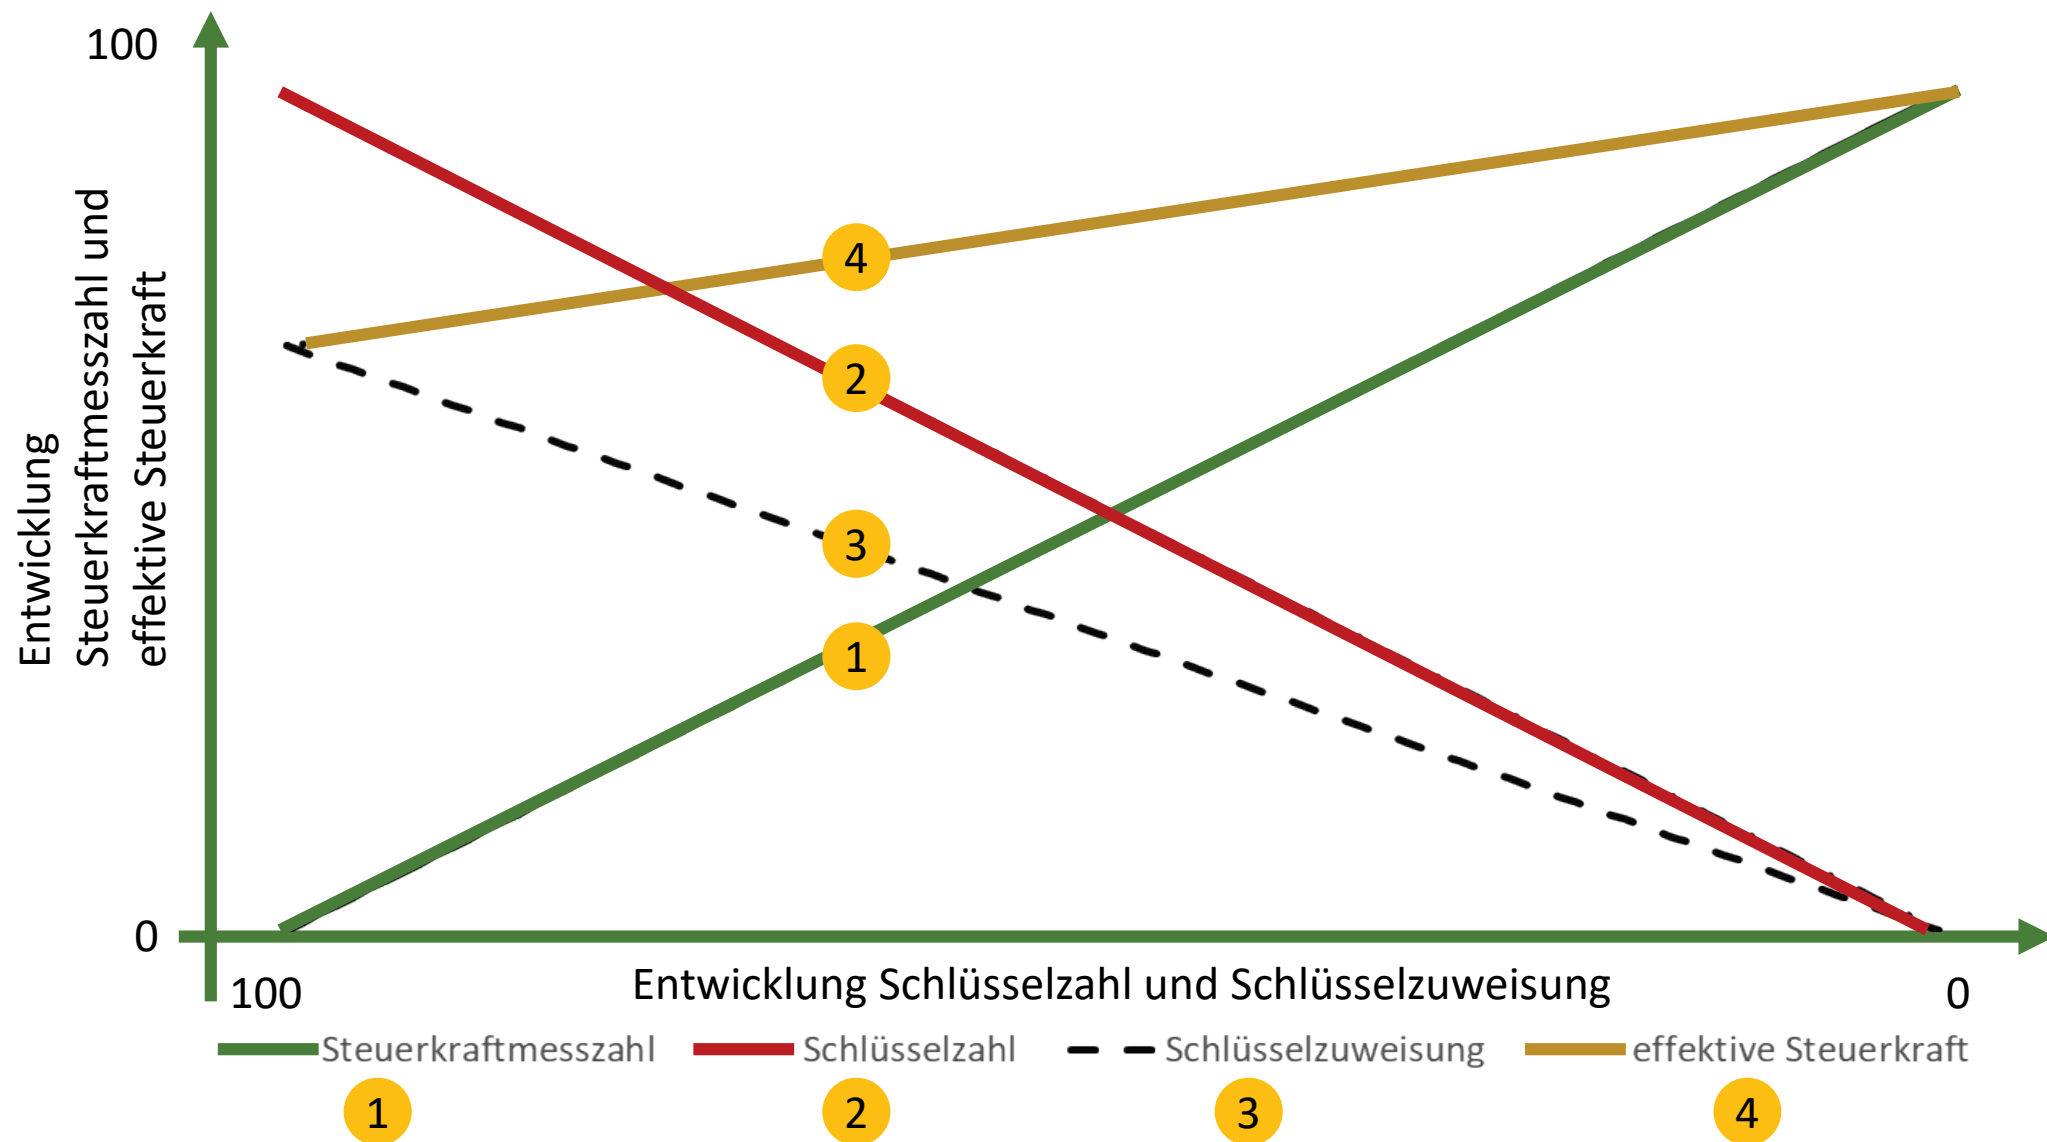 100
Entwicklung
Steuerkraftmesszahl und
effektive Steuerkraft
4
2
3
1
0
100
Entwicklung Schlüsselzahl und Schlüsselzuweisung
0
Steuerkraftmesszahl
Schlüsselzahl
Schlüsselzuweisung
effektive Steuerkraft
1
2
3
4